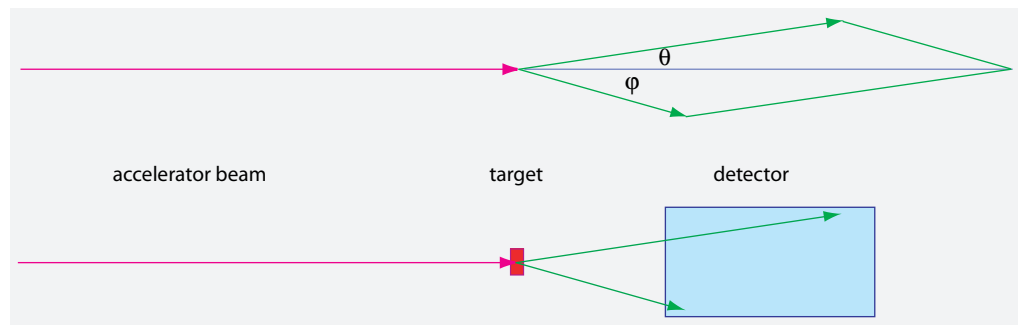 θ
φ
accelerator beam target detector